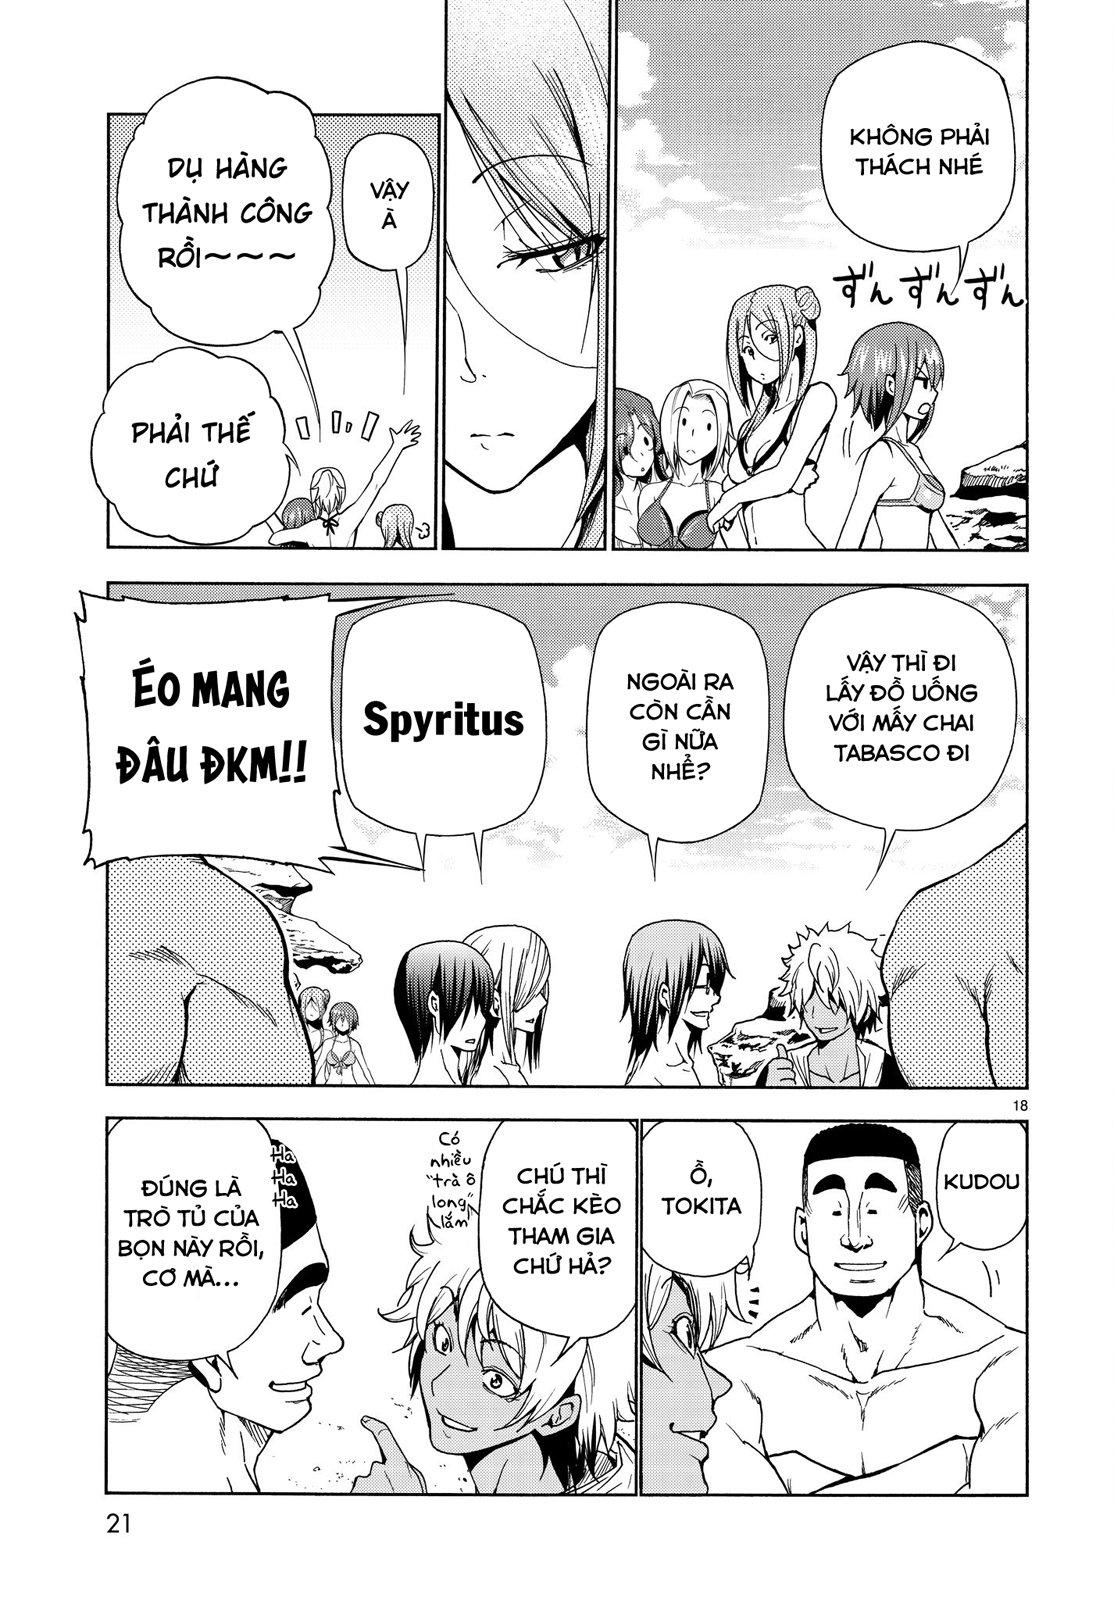 KHÔNG PHẢI
THÁCH NHÉ
ずんずんずん
VẬY
À
DỤ HÀNG
THÀNH CÔNG
RỒI~~~
PHẢI THẾ
CHỨ
VẬY THÌ ĐI
LẤY ĐỒ UỐNG
VỚI MẤY CHAI
TABASCO ĐI
NGOÀI RA
CÒN CẦN
GÌ NỮA
NHỂ?
Spyritus
ÉO MANG
ĐÂU ĐKM!!
18
KUDOU
Ồ,
TOKITA
CHÚ THÌ
CHẮC KÈO
THAM GIA
CHỨ HẢ?
Có
nhiều
"trà ô
long"
lắm
Ha
Ha
Ha
ĐÚNG LÀ
TRÒ TỦ CỦA
BỌN NÀY RỒI,
CƠ MÀ...
21